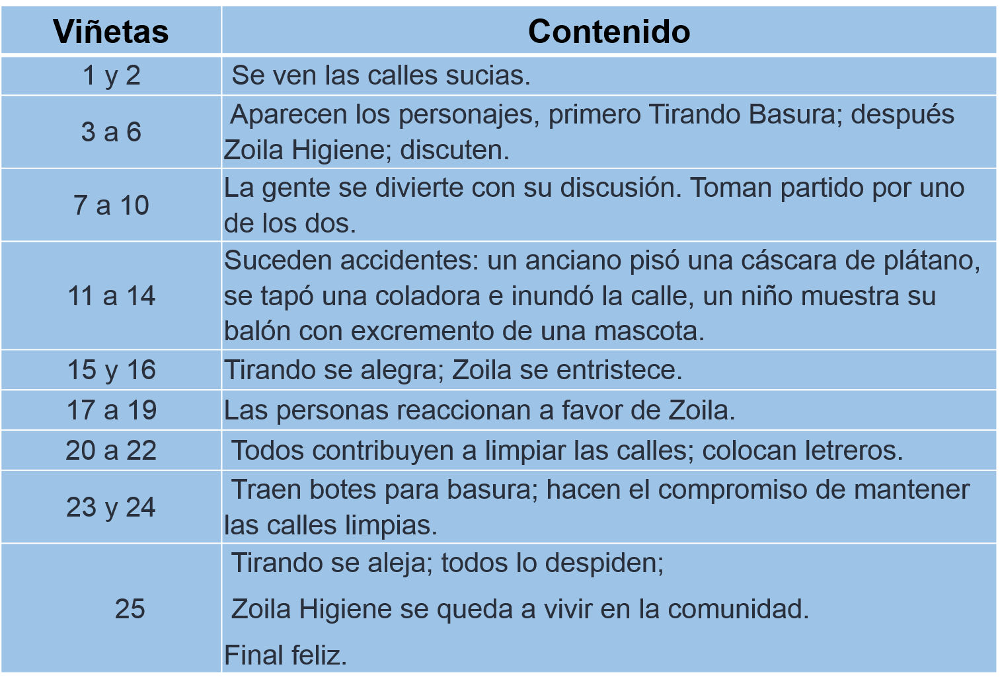 Viñetas Contenido
1 y 2 Se ven las calles sucias.
3 a 6 Aparecen los personajes, primero Tirando Basura; después
Zoila Higiene; discuten.
7 a 10 La gente se divierte con su discusión. Toman partido por uno
de los dos.
11 a 14 Suceden accidentes: un anciano pisó una cáscara de plátano,
se tapó una coladora e inundó la calle, un niño muestra su
balón con excremento de una mascota.
15 y 16 Tirando se alegra; Zoila se entristece.
17 a 19 Las personas reaccionan a favor de Zoila.
20 a 22 Todos contribuyen a limpiar las calles; colocan letreros.
23 y 24 Traen botes para basura; hacen el compromiso de mantener
las calles limpias.
25 Tirando se aleja; todos lo despiden;
Zoila Higiene se queda a vivir en la comunidad.
Final feliz.